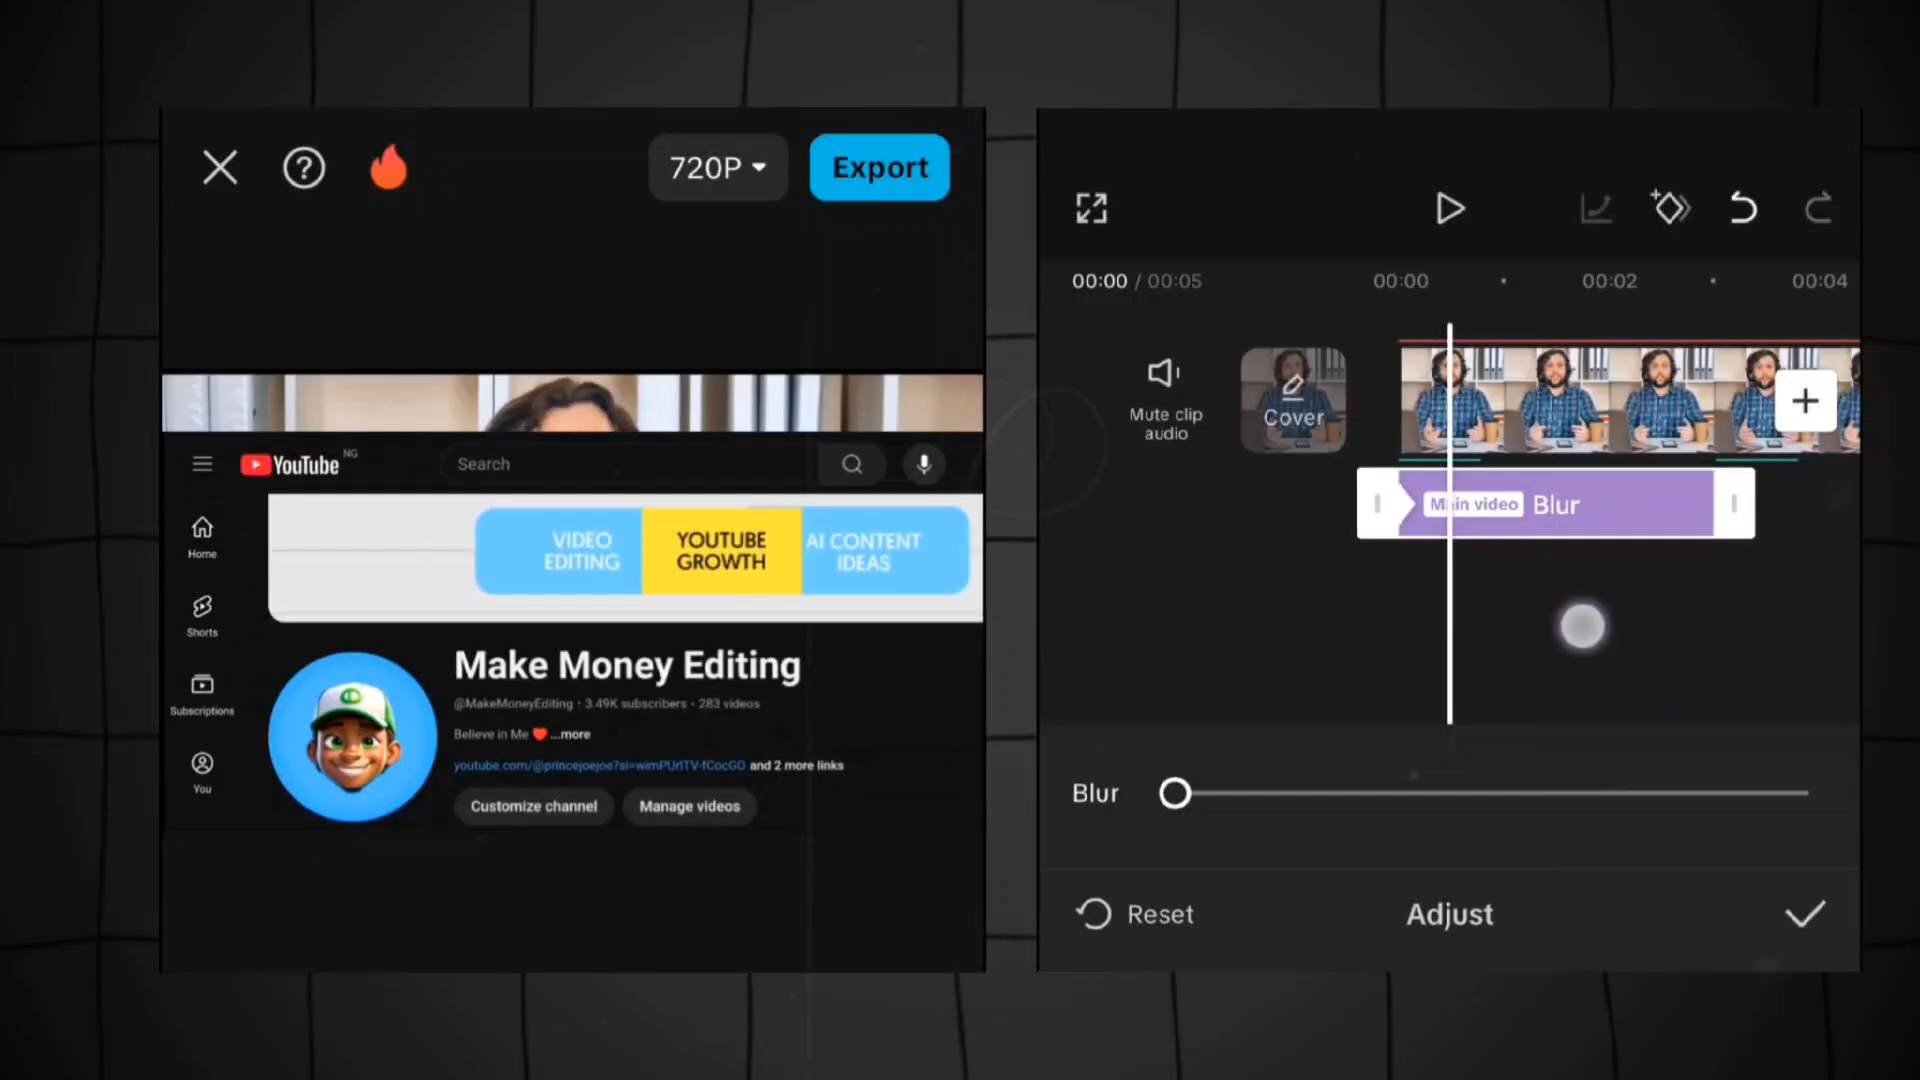 720P
Export
YouTube NG
Search
Home
Shorts
Subscriptions
You
VIDEO
EDITING
YOUTUBE
GROWTH
AI CONTENT
IDEAS
Make Money Editing
@MakeMoneyEditing • 3.49K subscribers • 283 videos
Believe in Me ❤️ ...more
youtube.com/@princejoejoe?si=wimPUrlTV-fCocGO and 2 more links
Customize channel
Manage videos
00:00 / 00:05
00:00
00:02
00:04
Mute clip
audio
Cover
Main video Blur
Blur
Reset
Adjust